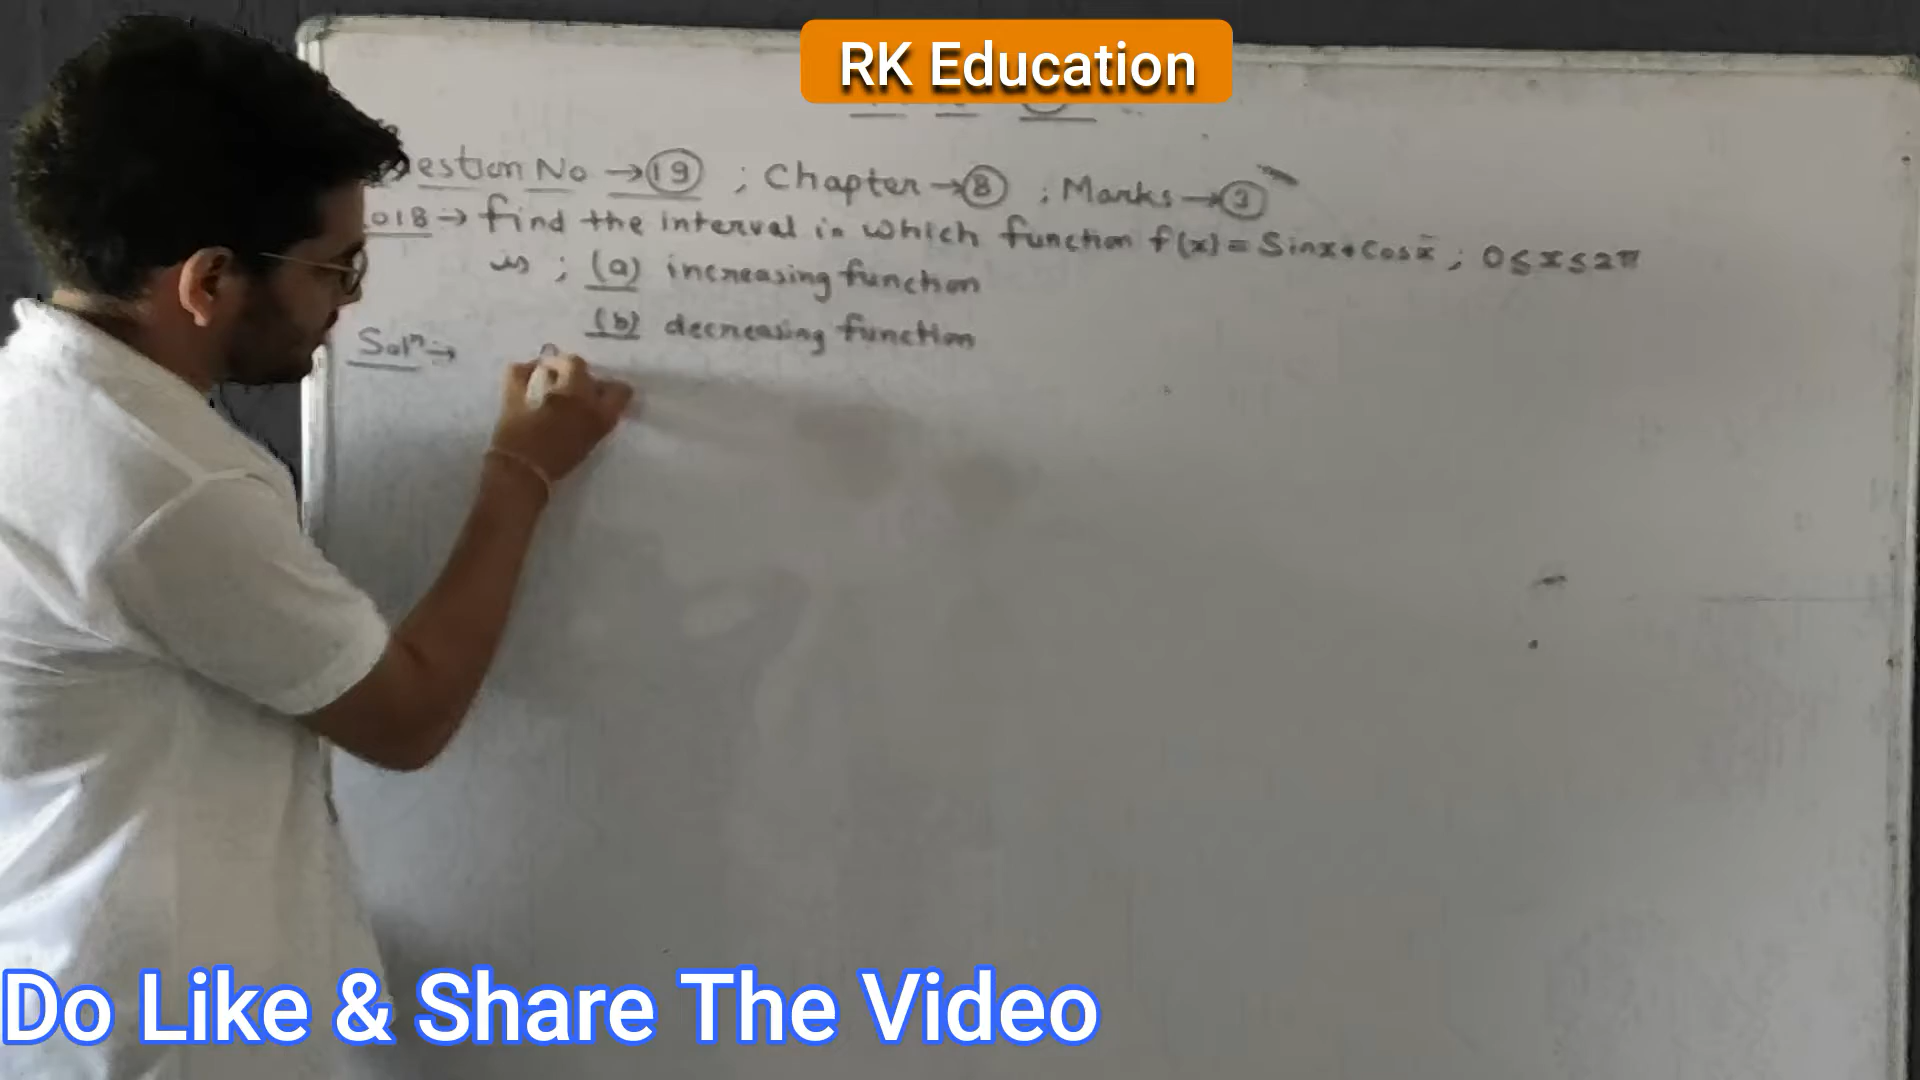 RK Education
estion No → 19 ; Chapter → 8 ; Marks → 3
018 → find the interval in which function f(x) = Sinx + Cosx ; 0 ≤ x ≤ 2π
is ; (a) increasing function
(b) decreasing function
Solⁿ →
Do Like & Share The Video